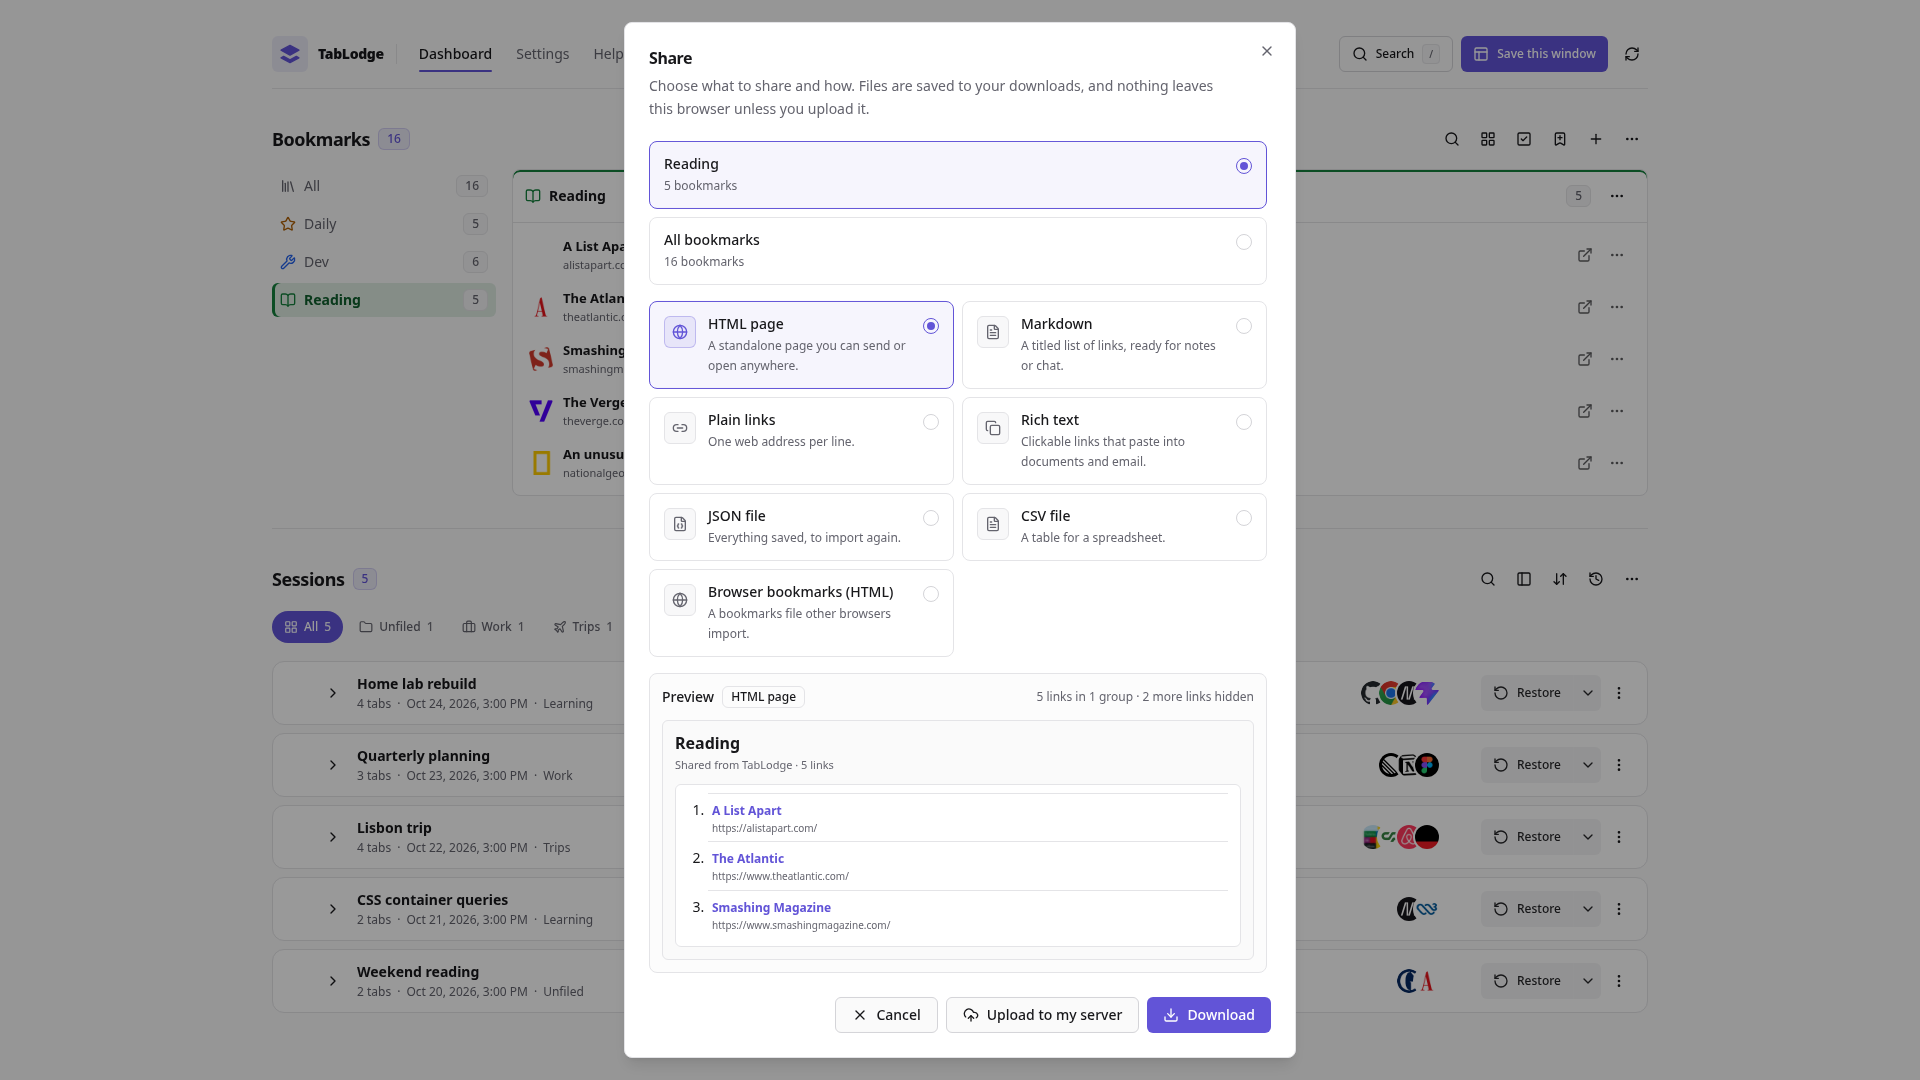 TabLodge
Dashboard
Settings
Help
Search /
Save this window
Bookmarks 16
All 16
Daily 5
Dev 6
Reading 5
Reading
5
A List Apa
alistapart.co
The Atlan
theatlantic.c
Smashing
smashingm
The Verge
theverge.co
An unusu
nationalgeo
Sessions 5
All 5
Unfiled 1
Work 1
Trips 1
Home lab rebuild
4 tabs · Oct 24, 2026, 3:00 PM · Learning
Restore
Quarterly planning
3 tabs · Oct 23, 2026, 3:00 PM · Work
Restore
Lisbon trip
4 tabs · Oct 22, 2026, 3:00 PM · Trips
Restore
CSS container queries
2 tabs · Oct 21, 2026, 3:00 PM · Learning
Restore
Weekend reading
2 tabs · Oct 20, 2026, 3:00 PM · Unfiled
Restore
Share
Choose what to share and how. Files are saved to your downloads, and nothing leaves
this browser unless you upload it.
Reading
5 bookmarks
All bookmarks
16 bookmarks
HTML page
A standalone page you can send or
open anywhere.
Markdown
A titled list of links, ready for notes
or chat.
Plain links
One web address per line.
Rich text
Clickable links that paste into
documents and email.
JSON file
Everything saved, to import again.
CSV file
A table for a spreadsheet.
Browser bookmarks (HTML)
A bookmarks file other browsers
import.
Preview HTML page
5 links in 1 group · 2 more links hidden
Reading
Shared from TabLodge · 5 links
1. A List Apart
https://alistapart.com/
2. The Atlantic
https://www.theatlantic.com/
3. Smashing Magazine
https://www.smashingmagazine.com/
Cancel
Upload to my server
Download